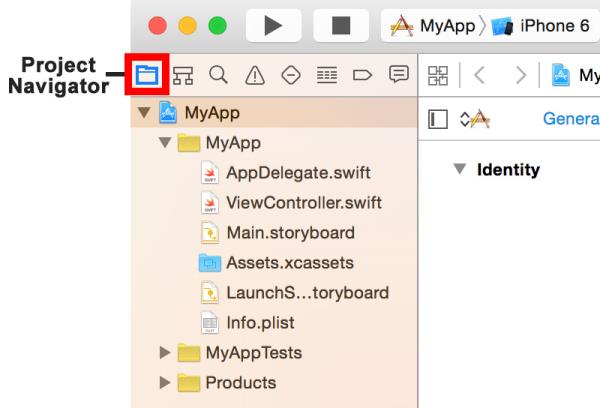 MyApp
iPhone 6
Project
Navigator
My
MyApp
Genera
MyApp
Identity
AppDelegate.swift
ViewController.swift
Main.storyboard
Assets.xcassets
LaunchS...toryboard
Info.plist
MyAppTests
Products